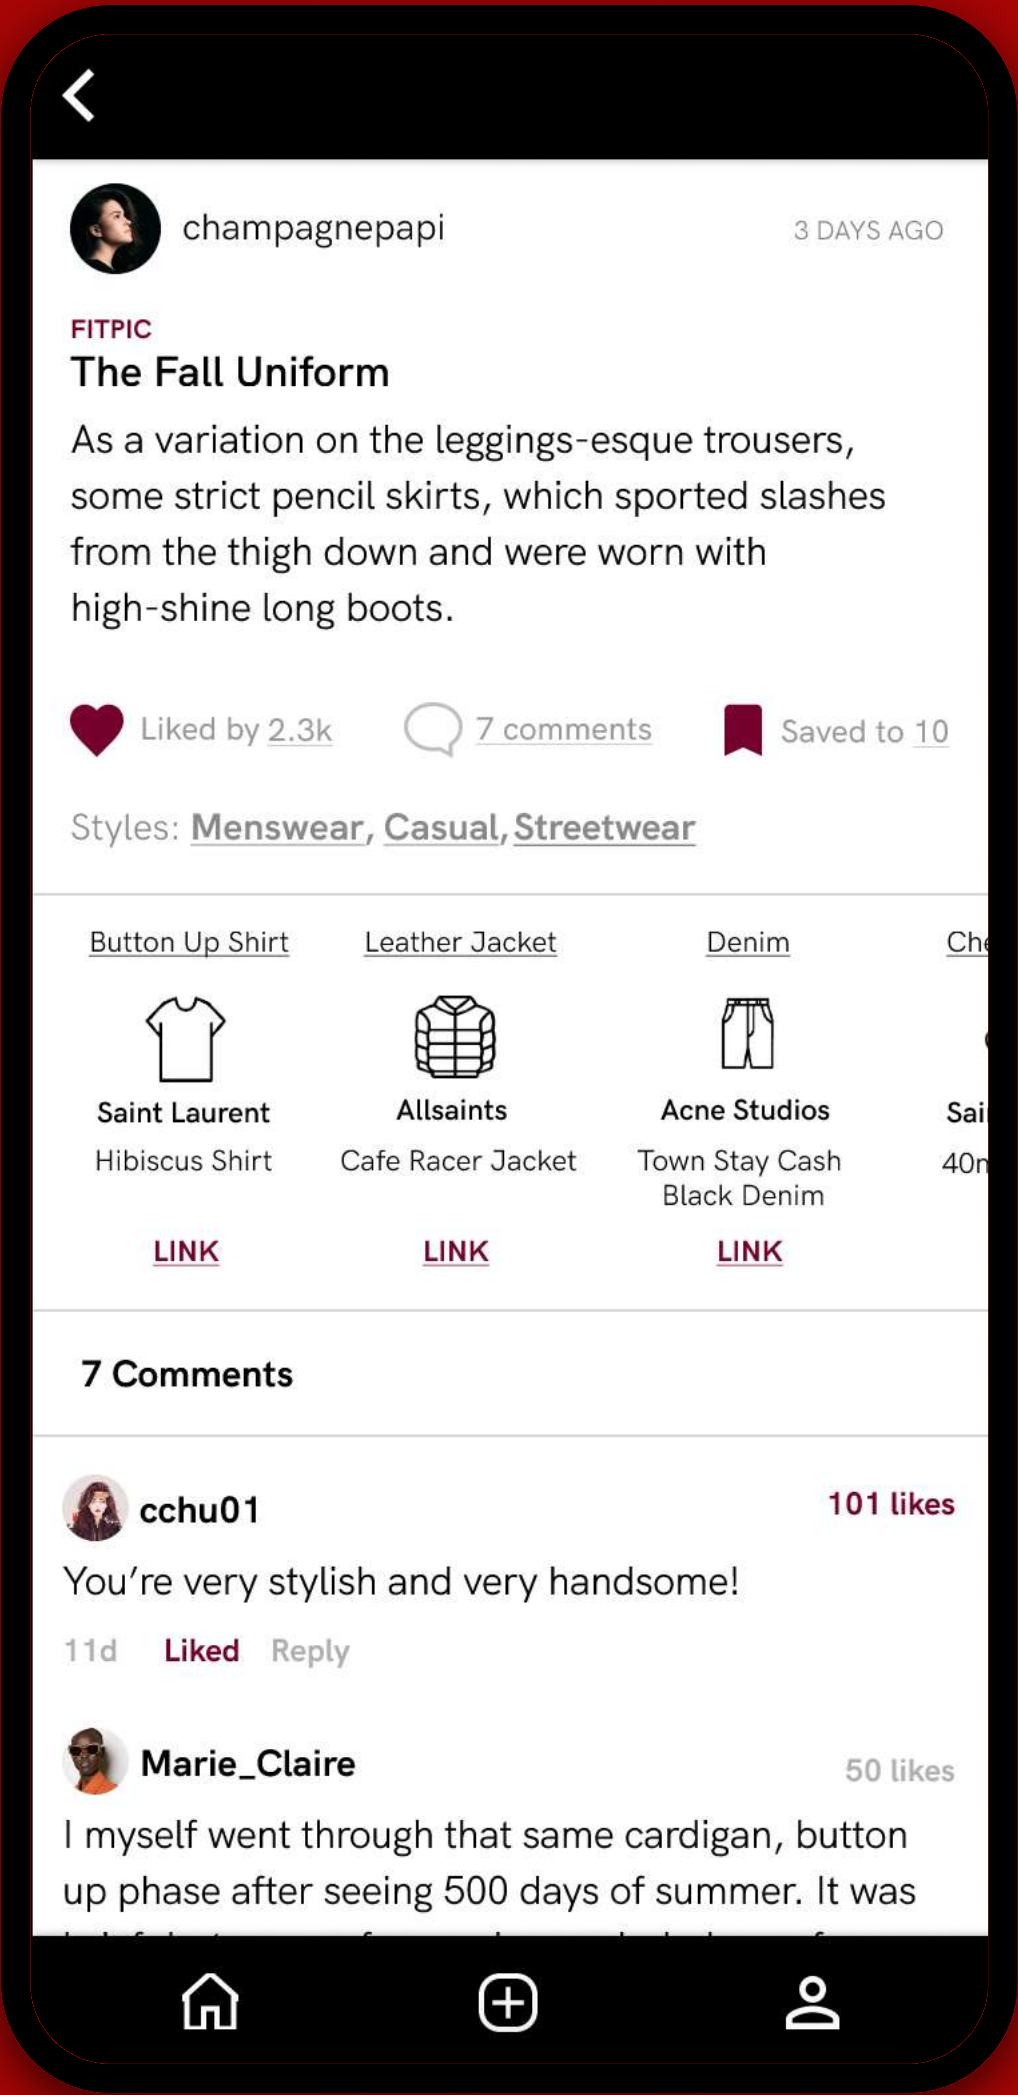 champagnepapi
3 DAYS AGO
FITPIC
The Fall Uniform
As a variation on the leggings-esque trousers,
some strict pencil skirts, which sported slashes
from the thigh down and were worn with
high-shine long boots.
Liked by 2.3k
7 comments
Saved to 10
Styles: Menswear, Casual, Streetwear
Button Up Shirt
Leather Jacket
Denim
Saint Laurent
Allsaints
Acne Studios
Hibiscus Shirt
Cafe Racer Jacket
Town Stay Cash
Black Denim
LINK
LINK
LINK
7 Comments
cchu01
101 likes
You’re very stylish and very handsome!
11d Liked Reply
Marie_Claire
50 likes
I myself went through that same cardigan, button
up phase after seeing 500 days of summer. It was